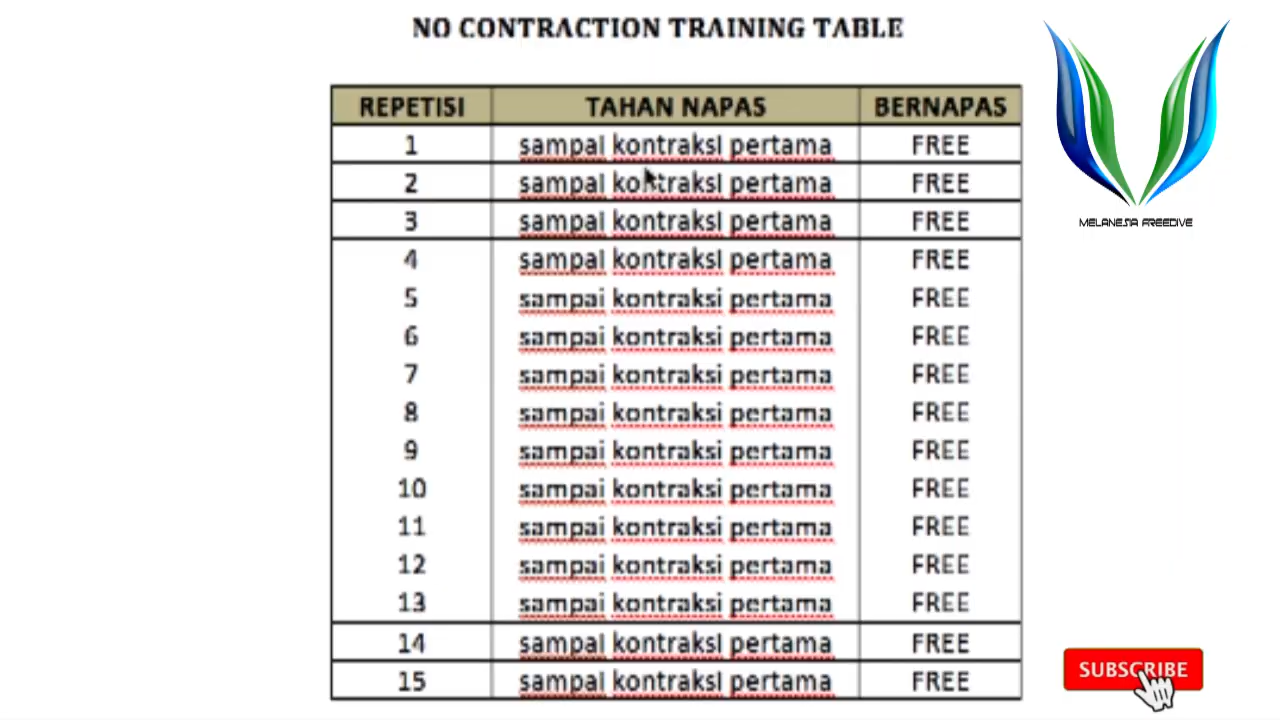 NO CONTRACTION TRAINING TABLE
REPETISI TAHAN NAPAS BERNAPAS
1 sampai kontraksi pertama FREE
2 sampai kontraksi pertama FREE
3 sampai kontraksi pertama FREE
4 sampai kontraksi pertama FREE
5 sampai kontraksi pertama FREE
6 sampai kontraksi pertama FREE
7 sampai kontraksi pertama FREE
8 sampai kontraksi pertama FREE
9 sampai kontraksi pertama FREE
10 sampai kontraksi pertama FREE
11 sampai kontraksi pertama FREE
12 sampai kontraksi pertama FREE
13 sampai kontraksi pertama FREE
14 sampai kontraksi pertama FREE
15 sampai kontraksi pertama FREE
MELANESIA FREEDIVE
SUBSCRIBE